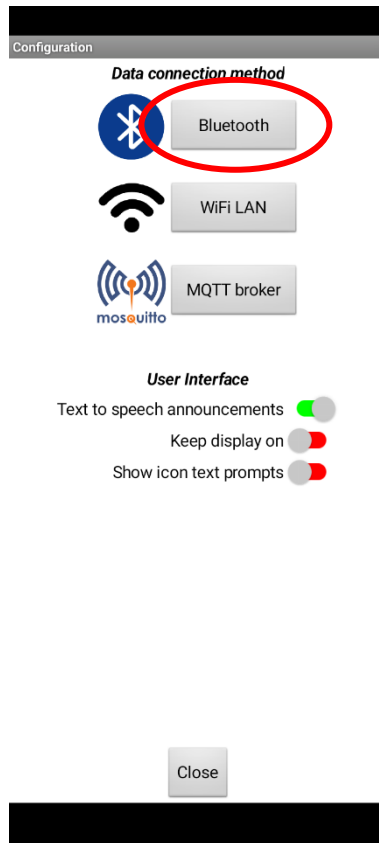 Configuration
Data connection method
Bluetooth
WiFi LAN
mosquitto
MQTT broker
User Interface
Text to speech announcements
Keep display on
Show icon text prompts
Close